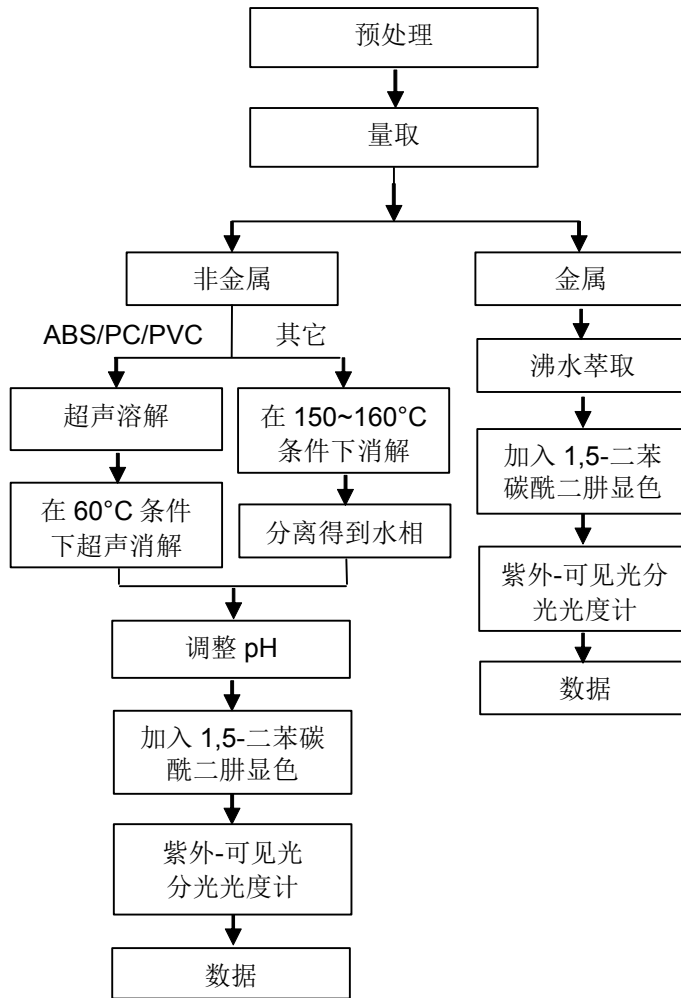 预处理
量取
非金属
金属
ABS/PC/PVC
其它
超声溶解
在 60°C 条件
下超声消解
在 150~160°C
条件下消解
分离得到水相
调整 pH
加入 1,5-二苯碳
酰二肼显色
紫外-可见光
分光光度计
数据
沸水萃取
加入 1,5-二苯
碳酰二肼显色
紫外-可见光分
光光度计
数据